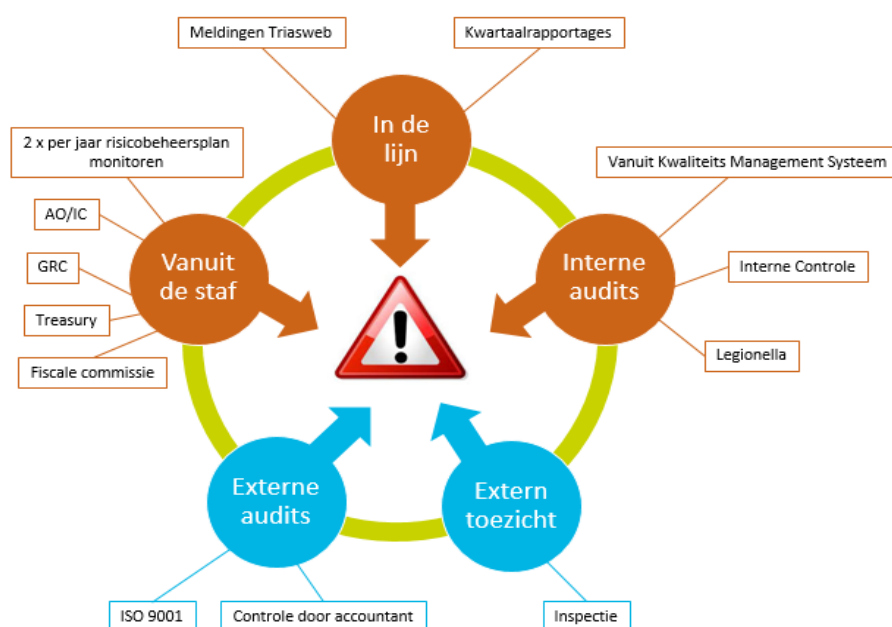 Meldingen Triasweb
Kwartaalrapportages
In de
lijn
2 x per jaar risicobeheersplan
monitoren
AO/IC
GRC
Treasury
Fiscale commissie
Vanuit
de staf
Vanuit Kwaliteits Management Systeem
Interne Controle
Legionella
Interne
audits
Externe
audits
Extern
toezicht
ISO 9001
Controle door accountant
Inspectie